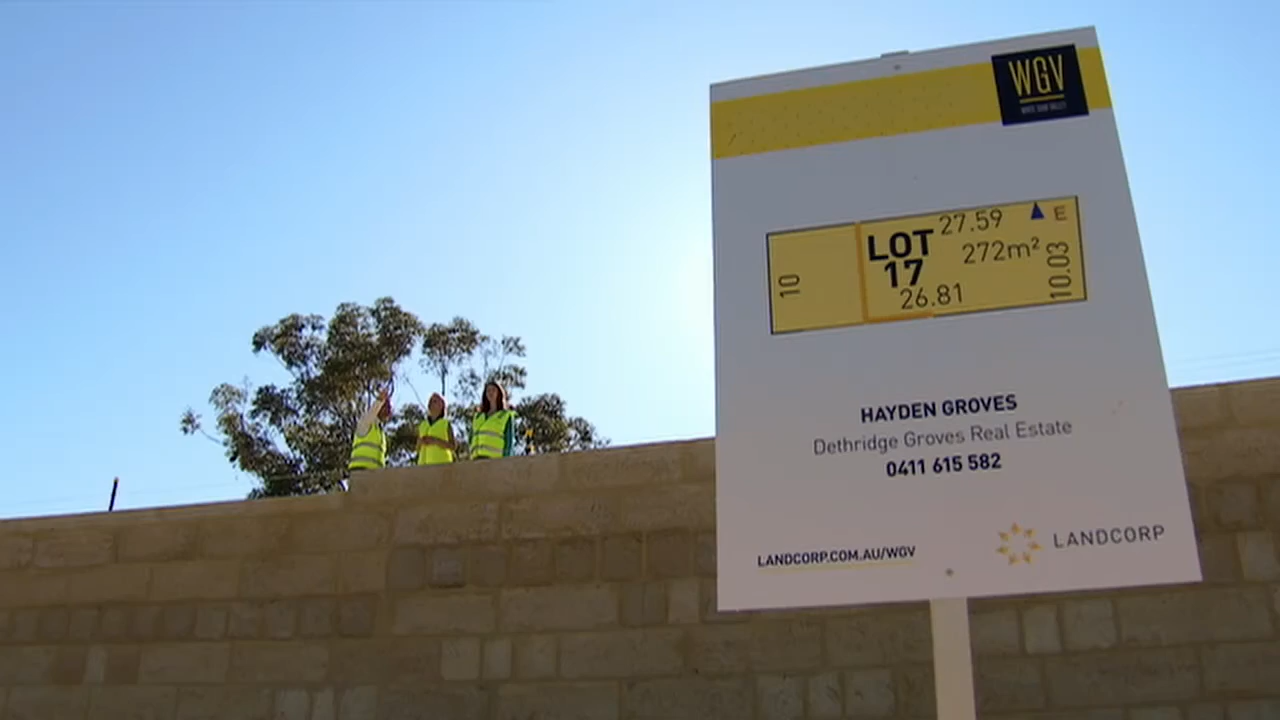 WGV
WHITE GUM VALLEY
27.59
E
LOT
272m²
10
17
10.03
26.81
HAYDEN GROVES
Dethridge Groves Real Estate
0411 615 582
LANDCORP.COM.AU/WGV
LANDCORP